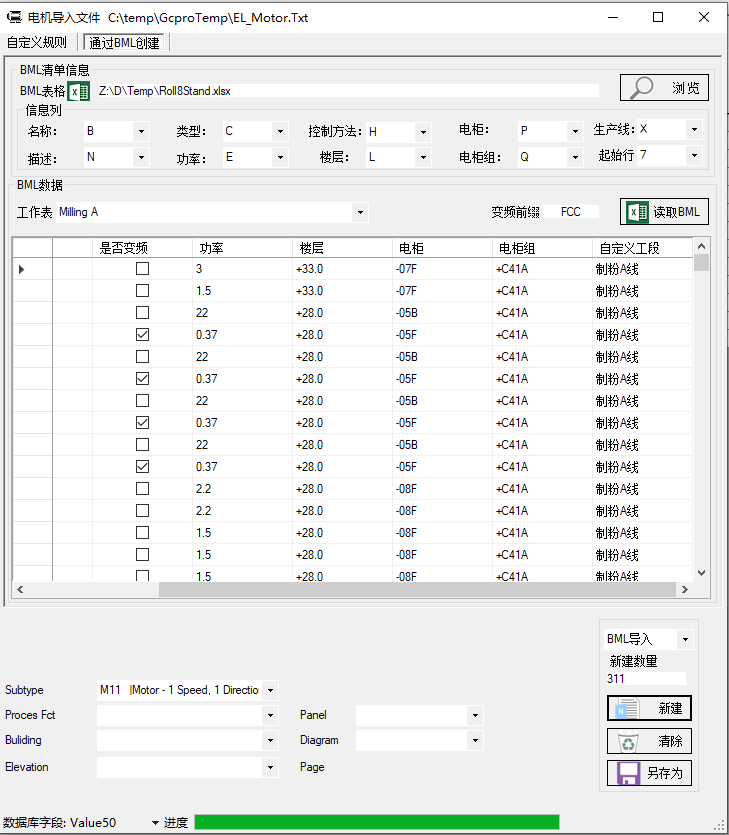 电机导入文件 C:\temp\GcproTemp\EL_Motor.Txt
自定义规则 通过BML创建
BML清单信息
BML表格 Z:\D\Temp\Roll8Stand.xlsx 浏览
信息列
名称: B 类型: C 控制方法: H 电柜: P 生产线: X
描述: N 功率: E 楼层: L 电柜组: Q 起始行 7
BML数据
工作表 Milling A 变频前缀 FCC 读取BML
是否变频 功率 楼层 电柜 电柜组 自定义工段
3 +33.0 -07F +C41A 制粉A线
1.5 +33.0 -07F +C41A 制粉A线
22 +28.0 -05B +C41A 制粉A线
0.37 +28.0 -05F +C41A 制粉A线
22 +28.0 -05B +C41A 制粉A线
0.37 +28.0 -05F +C41A 制粉A线
22 +28.0 -05B +C41A 制粉A线
0.37 +28.0 -05F +C41A 制粉A线
22 +28.0 -05B +C41A 制粉A线
0.37 +28.0 -05F +C41A 制粉A线
2.2 +28.0 -08F +C41A 制粉A线
2.2 +28.0 -08F +C41A 制粉A线
1.5 +28.0 -08F +C41A 制粉A线
1.5 +28.0 -08F +C41A 制粉A线
1.5 +28.0 -08F +C41A 制粉A线
BML导入
新建数量
311
Subtype M11 |Motor - 1 Speed, 1 Directio
新建
Proces Fct Panel
Buliding Diagram
清除
Elevation Page
另存为
数据库字段: Value50 进度